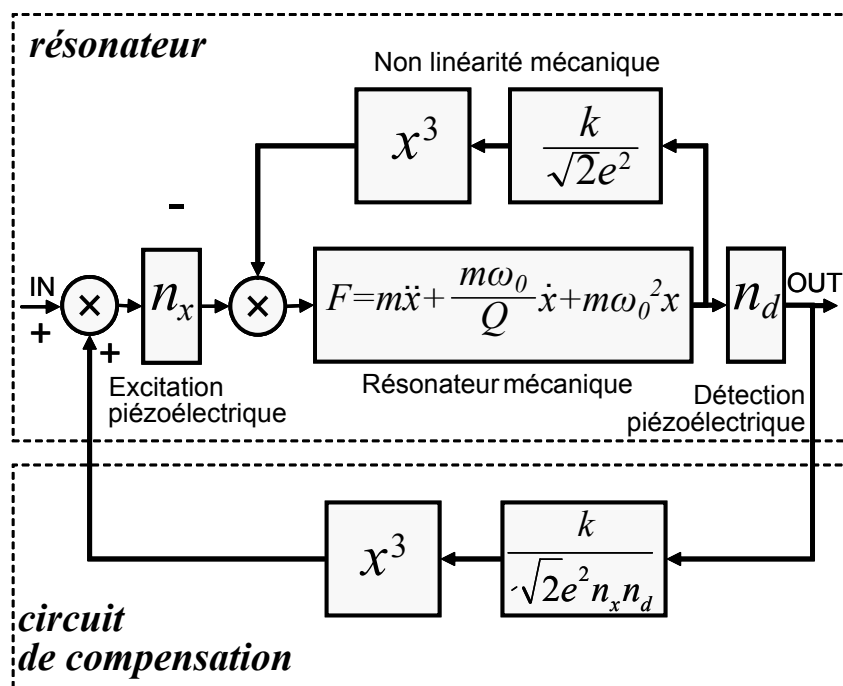 résonateur
Non linéarité mécanique
x³
k
√2e²
-
IN
+
×
+
nₓ
×
F=mẍ+ mω₀/Q ẋ+mω₀²x
n_d
OUT
Excitation
piézoélectrique
Résonateur mécanique
Détection
piézoélectrique
x³
k
√2e²nₓn_d
circuit
de compensation